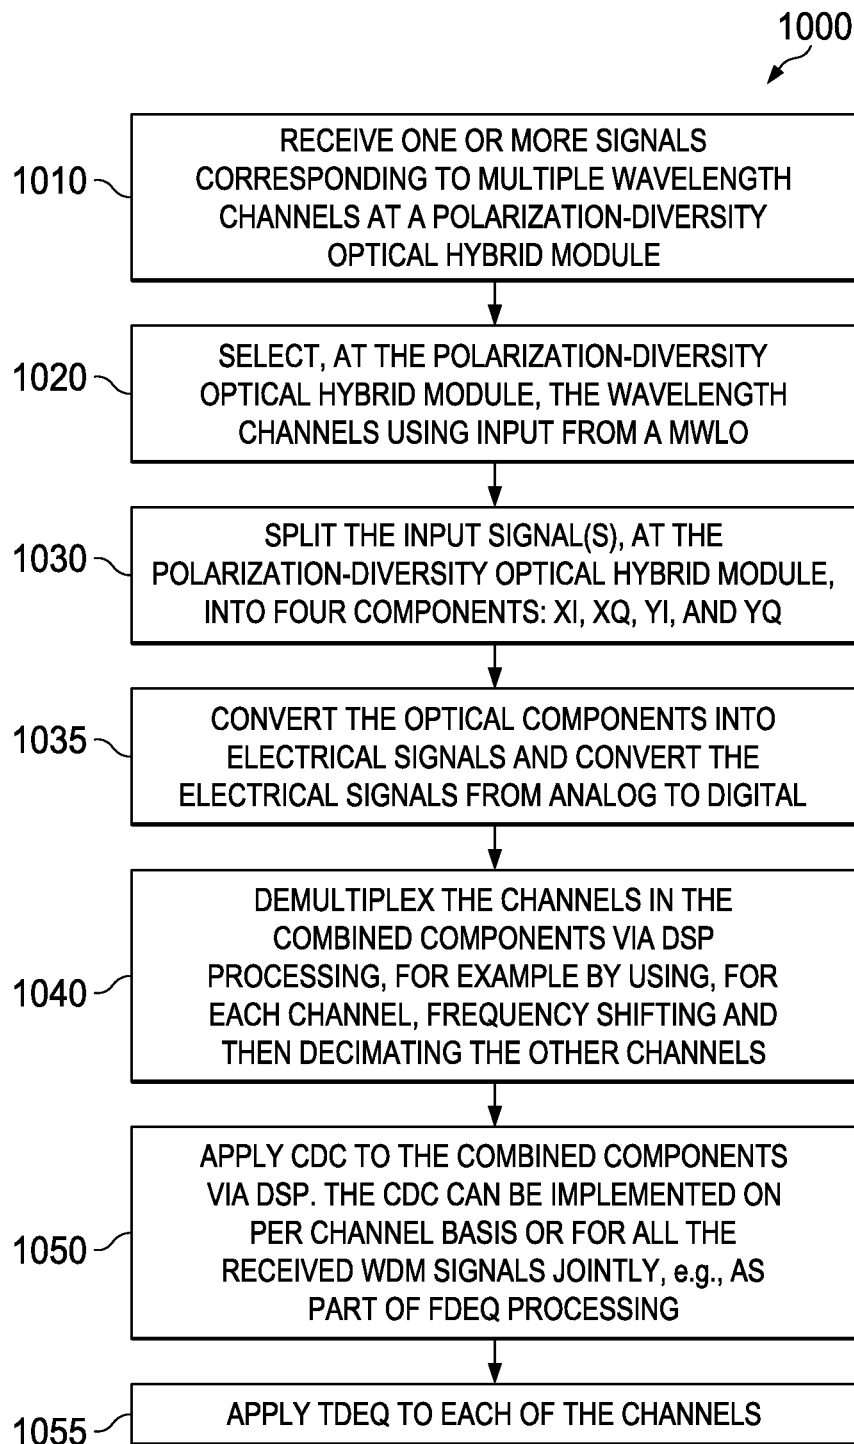 1000
1010
RECEIVE ONE OR MORE SIGNALS
CORRESPONDING TO MULTIPLE WAVELENGTH
CHANNELS AT A POLARIZATION-DIVERSITY
OPTICAL HYBRID MODULE
1020
SELECT, AT THE POLARIZATION-DIVERSITY
OPTICAL HYBRID MODULE, THE WAVELENGTH
CHANNELS USING INPUT FROM A MWLO
1030
SPLIT THE INPUT SIGNAL(S), AT THE
POLARIZATION-DIVERSITY OPTICAL HYBRID MODULE,
INTO FOUR COMPONENTS: XI, XQ, YI, AND YQ
1035
CONVERT THE OPTICAL COMPONENTS INTO
ELECTRICAL SIGNALS AND CONVERT THE
ELECTRICAL SIGNALS FROM ANALOG TO DIGITAL
1040
DEMULTIPLEX THE CHANNELS IN THE
COMBINED COMPONENTS VIA DSP
PROCESSING, FOR EXAMPLE BY USING, FOR
EACH CHANNEL, FREQUENCY SHIFTING AND
THEN DECIMATING THE OTHER CHANNELS
1050
APPLY CDC TO THE COMBINED COMPONENTS
VIA DSP. THE CDC CAN BE IMPLEMENTED ON
PER CHANNEL BASIS OR FOR ALL THE
RECEIVED WDM SIGNALS JOINTLY, e.g., AS
PART OF FDEQ PROCESSING
1055
APPLY TDEQ TO EACH OF THE CHANNELS